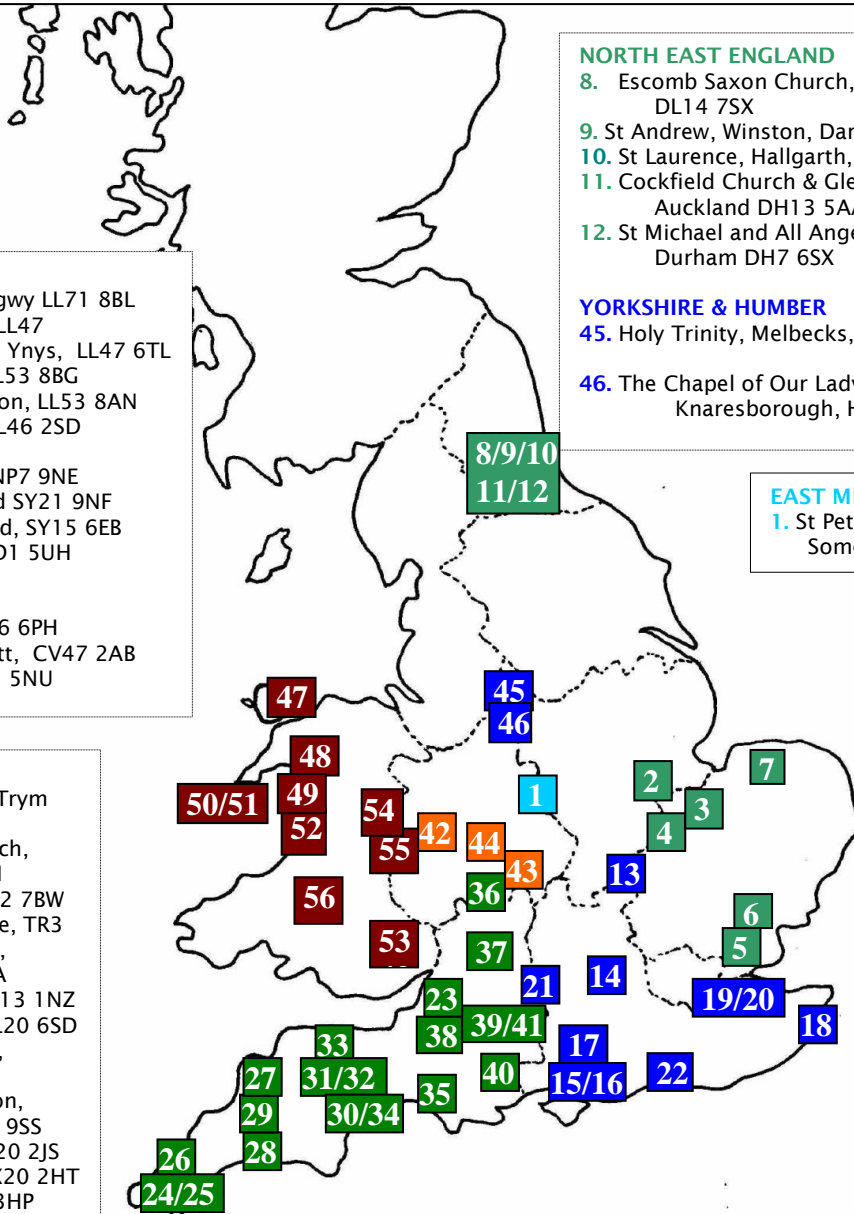 NORTH EAST ENGLAND
8. Escomb Saxon Church,
DL14 7SX
9. St Andrew, Winston, Dar
10. St Laurence, Hallgarth,
11. Cockfield Church & Gle
Auckland DH13 5AA
12. St Michael and All Ange
Durham DH7 6SX
YORKSHIRE & HUMBER
45. Holy Trinity, Melbecks,
46. The Chapel of Our Lady
Knaresborough, H
EAST M
1. St Pet
Some
gwy LL71 8BL
LL47
Ynys, LL47 6TL
L53 8BG
on, LL53 8AN
L46 2SD
NP7 9NE
d SY21 9NF
d, SY15 6EB
D1 5UH
6 6PH
tt, CV47 2AB
5NU
Trym
ch,
2 7BW
e, TR3
,
A
13 1NZ
L20 6SD
,
on,
9SS
20 2JS
X20 2HT
3HP
8/9/10
11/12
47
45
46
48
50/51
49
52
54
55
42
44
43
1
2
3
4
7
13
36
56
53
37
6
5
14
21
19/20
18
23
38
39/41
33
17
27
31/32
40
15/16
22
35
29
30/34
28
26
24/25